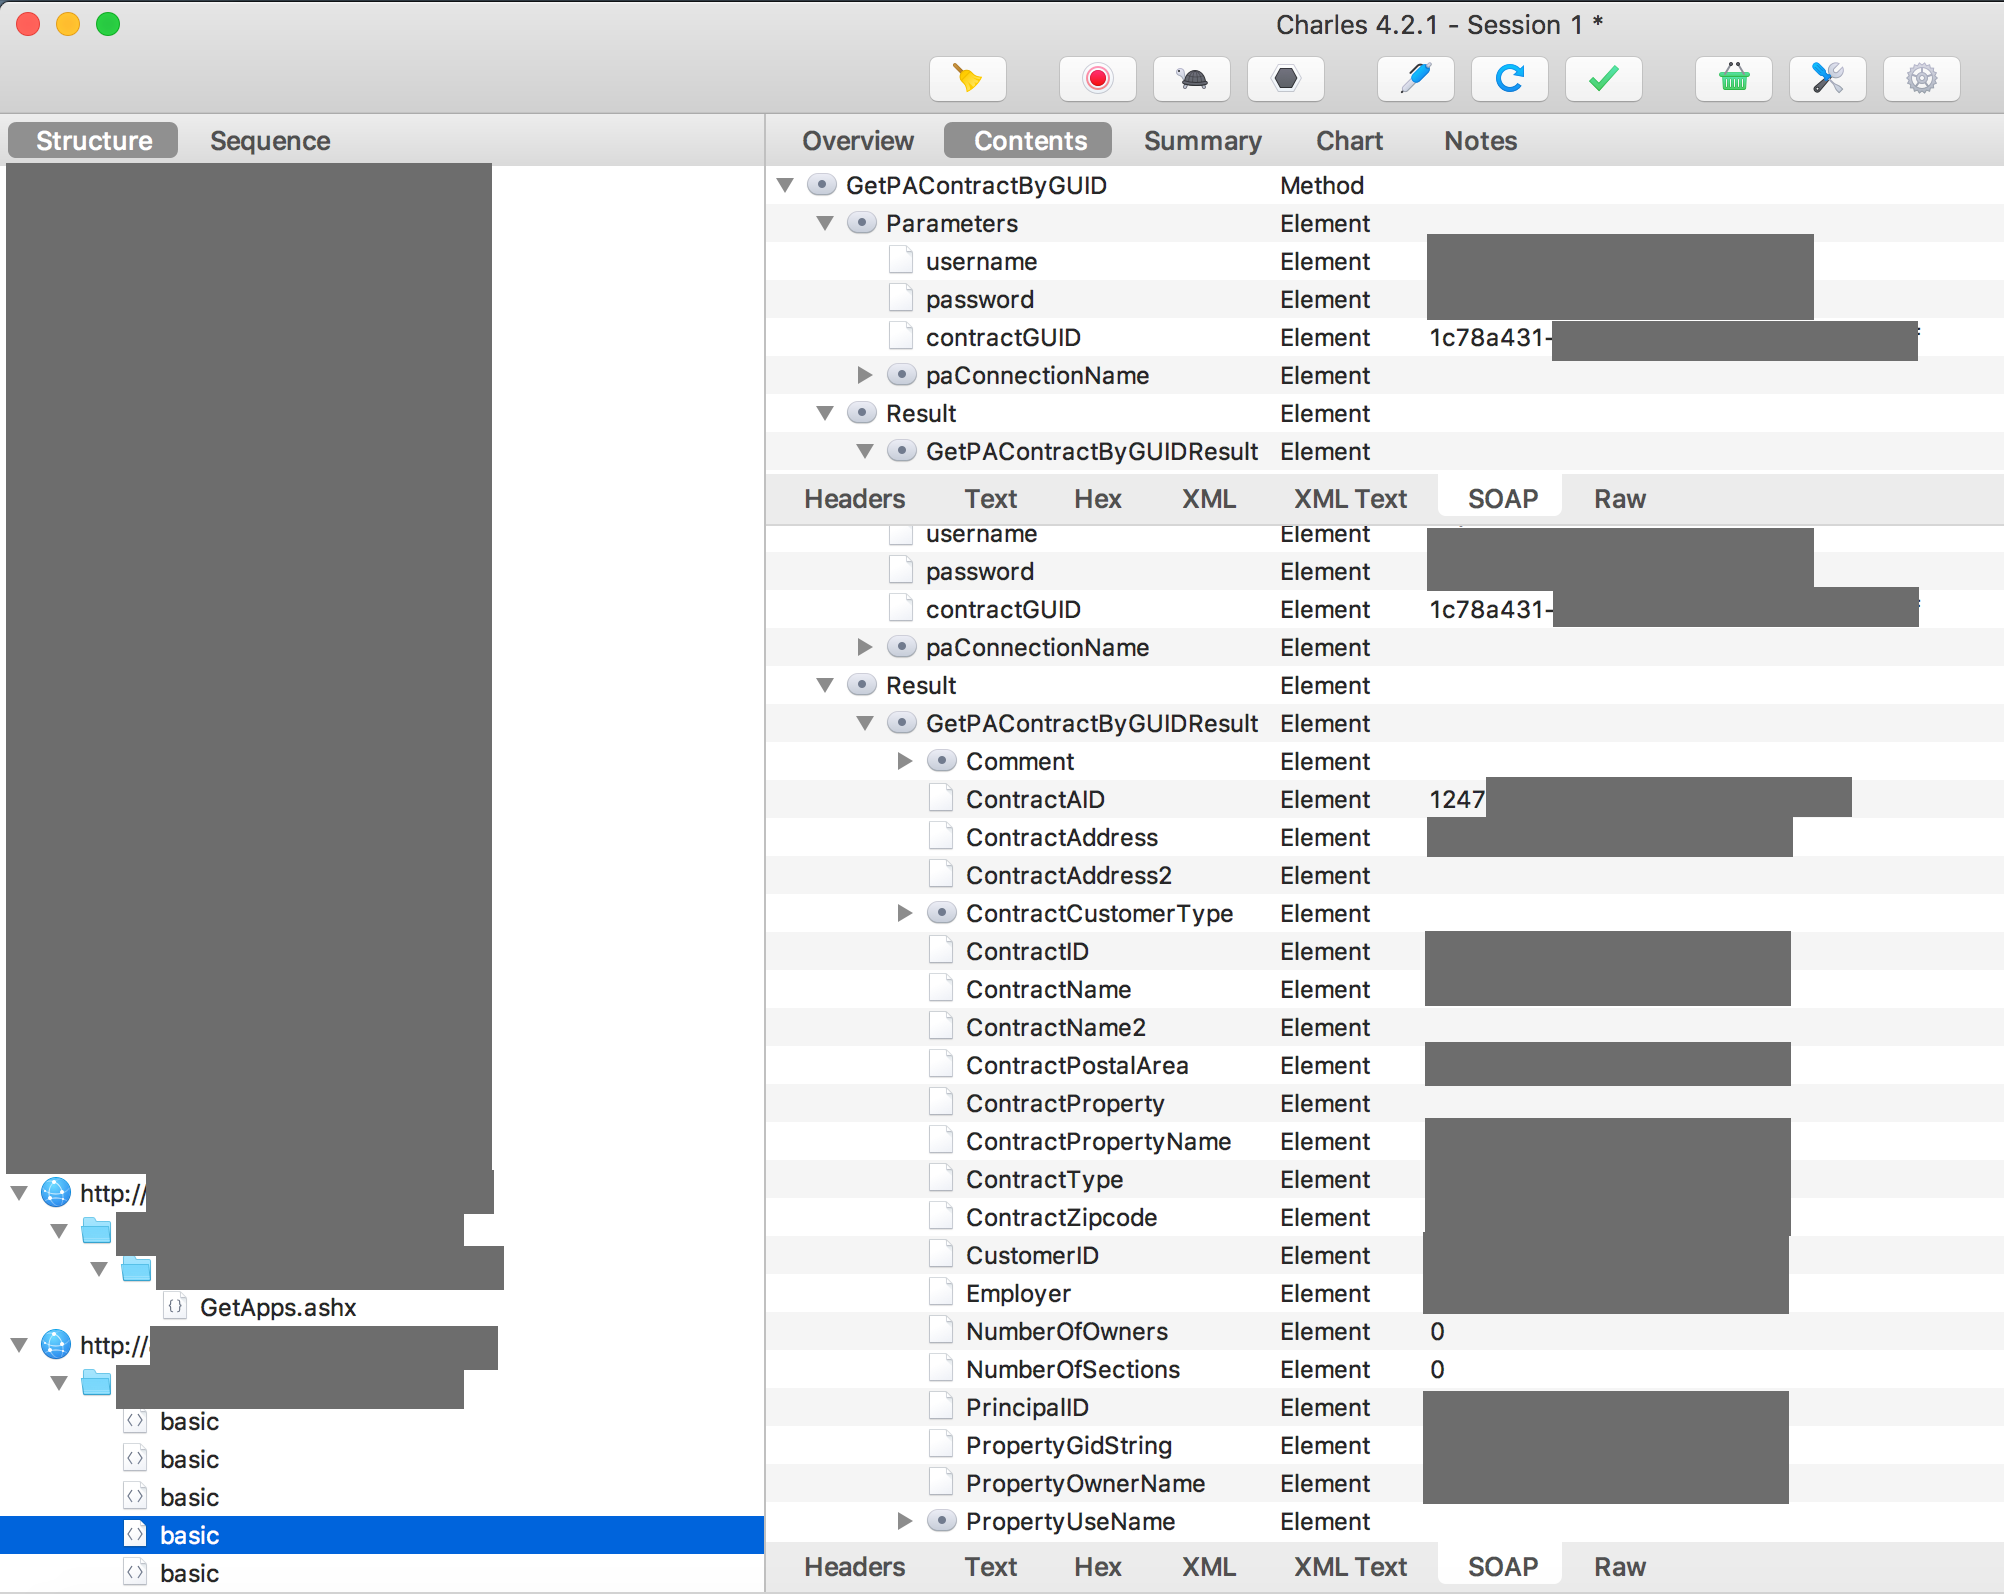 Charles 4.2.1 - Session 1 *
Structure Sequence
Overview Contents Summary Chart Notes
GetPAContractByGUID Method
Parameters Element
username Element
password Element
contractGUID Element 1c78a431-
paConnectionName Element
Result Element
GetPAContractByGUIDResult Element
Headers Text Hex XML XML Text SOAP Raw
username Element
password Element
contractGUID Element 1c78a431-
paConnectionName Element
Result Element
GetPAContractByGUIDResult Element
Comment Element
ContractAID Element 1247
ContractAddress Element
ContractAddress2 Element
ContractCustomerType Element
ContractID Element
ContractName Element
ContractName2 Element
ContractPostalArea Element
ContractProperty Element
ContractPropertyName Element
ContractType Element
ContractZipcode Element
CustomerID Element
Employer Element
NumberOfOwners Element 0
NumberOfSections Element 0
PrincipalID Element
PropertyGidString Element
PropertyOwnerName Element
PropertyUseName Element
Headers Text Hex XML XML Text SOAP Raw
http://
GetApps.ashx
http://
basic
basic
basic
basic
basic